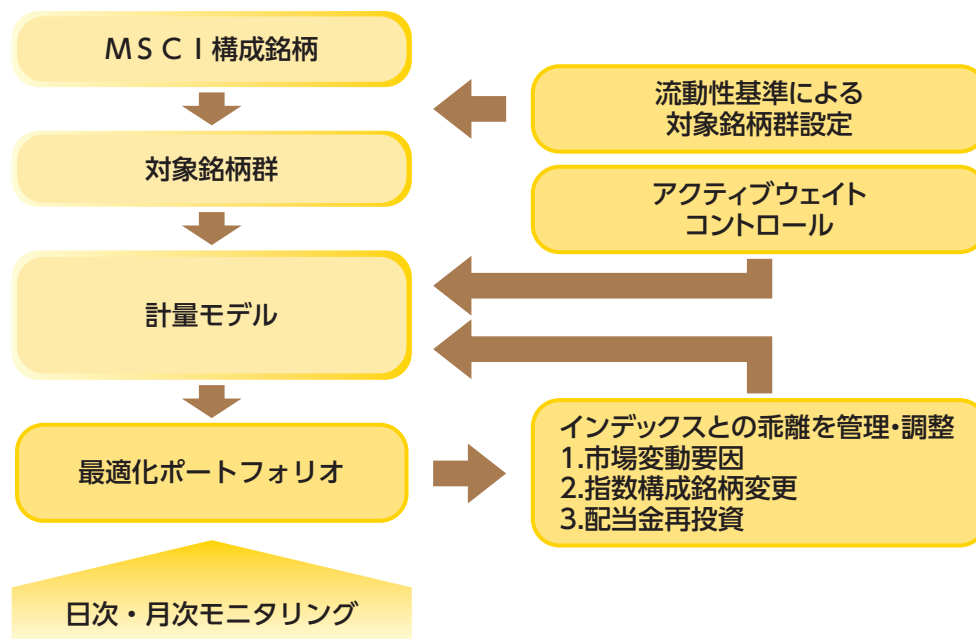 ＭＳＣＩ構成銘柄
流動性基準による
対象銘柄群設定
対象銘柄群
アクティブウェイト
コントロール
計量モデル
最適化ポートフォリオ
インデックスとの乖離を管理・調整
1.市場変動要因
2.指数構成銘柄変更
3.配当金再投資
日次・月次モニタリング